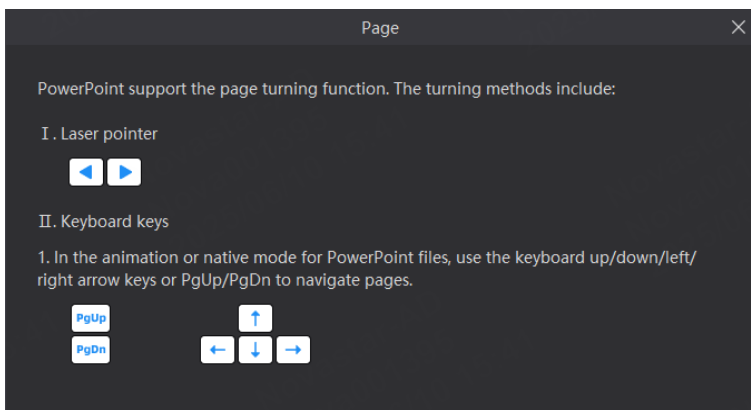 Page
PowerPoint support the page turning function. The turning methods include:
Ⅰ. Laser pointer
Ⅱ. Keyboard keys
1. In the animation or native mode for PowerPoint files, use the keyboard up/down/left/
right arrow keys or PgUp/PgDn to navigate pages.
PgUp
PgDn